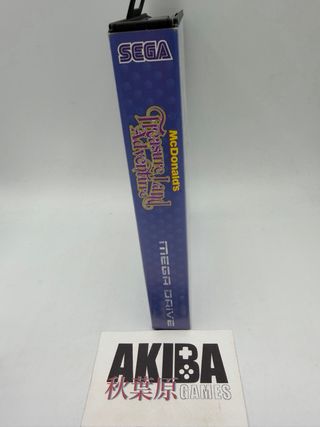 SEGA
McDonald's
Treasure Land
Adventure
MEGA DRIVE
AKIBA
秋葉原 GAMES